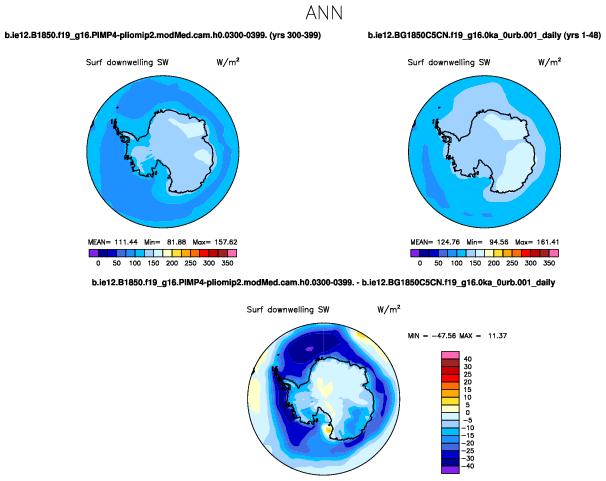 ANN
b.ie12.B1850.f19_g16.PIMP4-pliomip2.modMed.cam.h0.0300-0399. (yrs 300-399)
b.ie12.BG1850C5CN.f19_g16.0ka_0urb.001_daily (yrs 1-48)
Surf downwelling SW W/m²
Surf downwelling SW W/m²
MEAN= 111.44 Min= 81.88 Max= 157.62
MEAN= 124.76 Min= 94.56 Max= 161.41
0 50 100 150 200 250 300 350
0 50 100 150 200 250 300 350
b.ie12.B1850.f19_g16.PIMP4-pliomip2.modMed.cam.h0.0300-0399. - b.ie12.BG1850C5CN.f19_g16.0ka_0urb.001_daily
Surf downwelling SW W/m²
MIN = -47.56 MAX = 11.37
40
30
25
20
15
10
5
0
-5
-10
-15
-20
-25
-30
-40